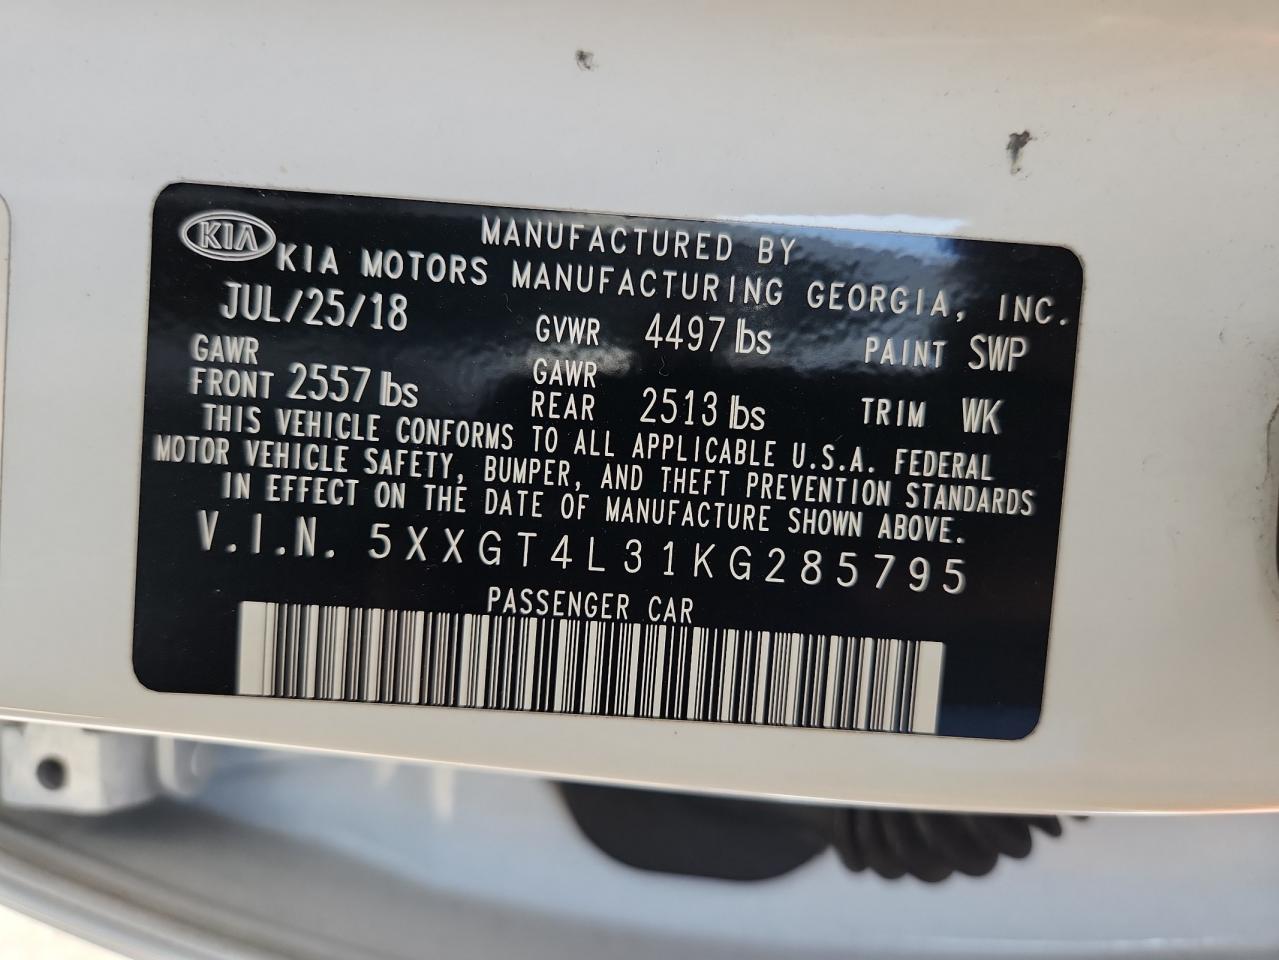 KIA
MANUFACTURED BY
KIA MOTORS MANUFACTURING GEORGIA, INC.
JUL/25/18 GVWR 4497 lbs PAINT SWP
GAWR FRONT 2557 lbs GAWR REAR 2513 lbs TRIM WK
THIS VEHICLE CONFORMS TO ALL APPLICABLE U.S.A. FEDERAL
MOTOR VEHICLE SAFETY, BUMPER, AND THEFT PREVENTION STANDARDS
IN EFFECT ON THE DATE OF MANUFACTURE SHOWN ABOVE.
V.I.N. 5XXGT4L31KG285795
PASSENGER CAR